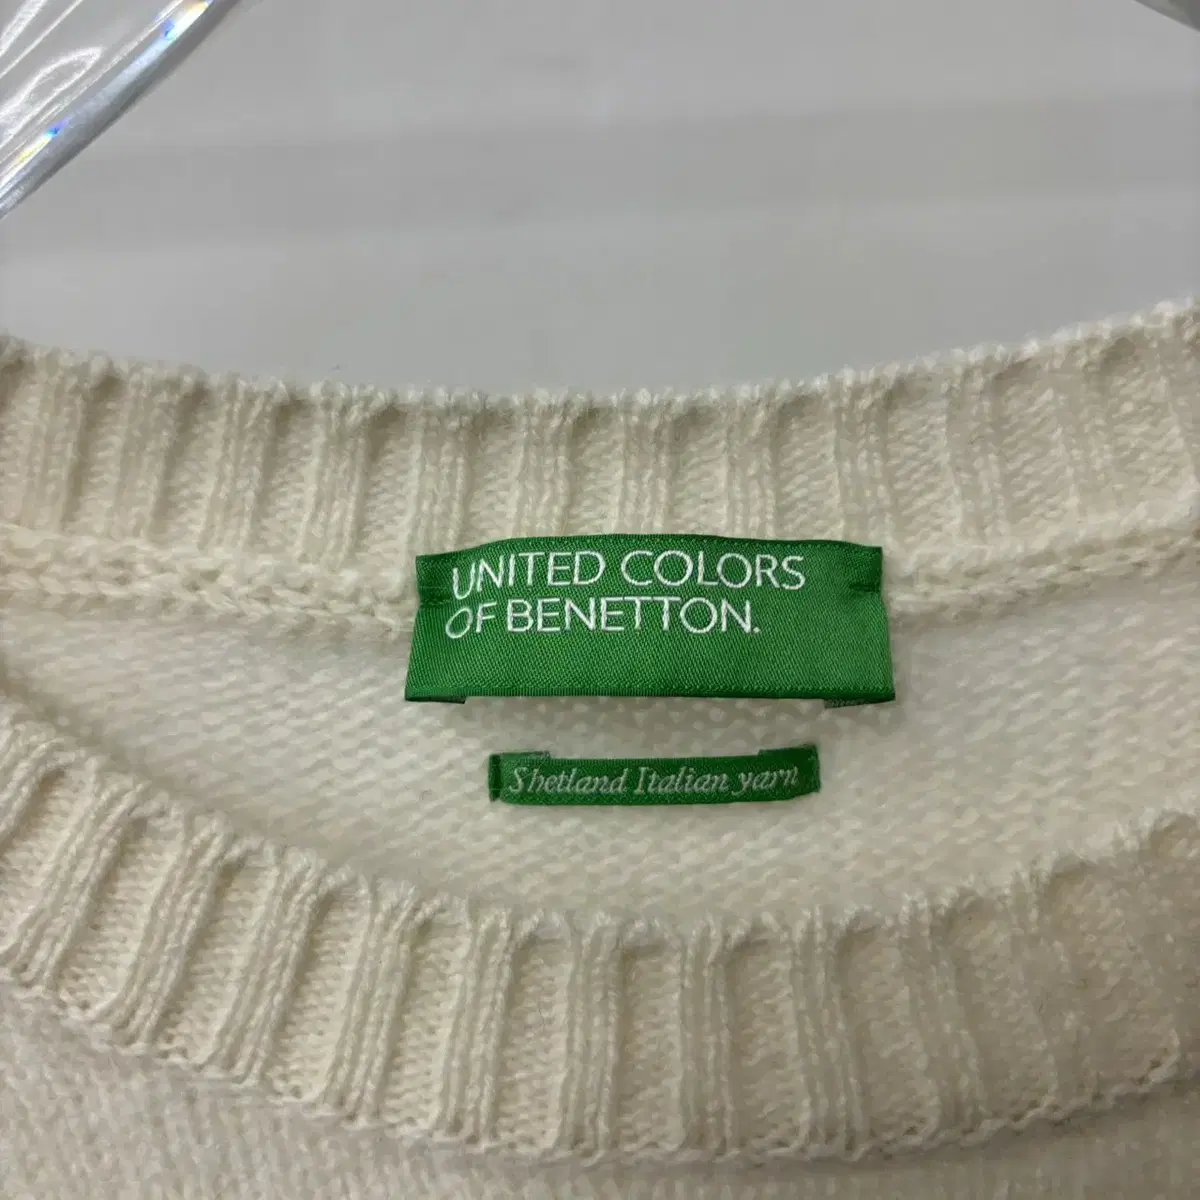 UNITED COLORS
OF BENETTON.
Shetland Italian yarn